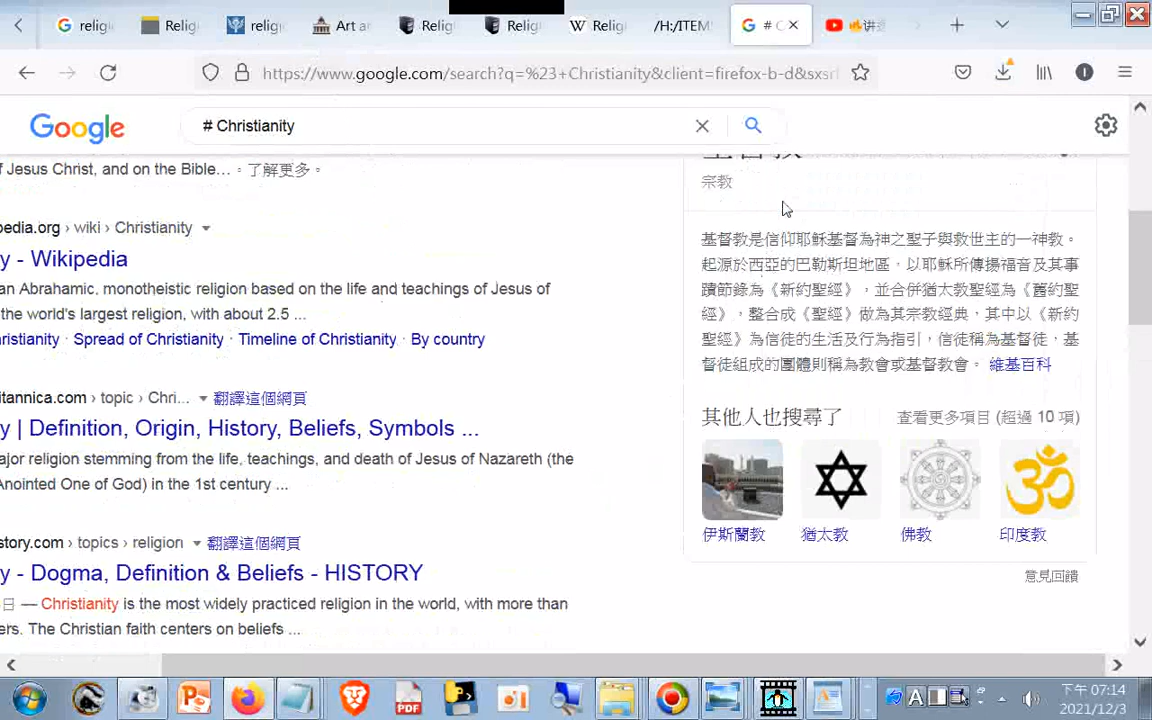 religi
Relig
religi
Art a
Relig
Relig
Relig
/H:/ITEM
# C
https://www.google.com/search?q=%23+Christianity&client=firefox-b-d&sxsr
Google
# Christianity
of Jesus Christ, and on the Bible… 。了解更多。
宗教
pedia.org › wiki › Christianity
y - Wikipedia
an Abrahamic, monotheistic religion based on the life and teachings of Jesus of
the world's largest religion, with about 2.5 ...
ristianity · Spread of Christianity · Timeline of Christianity · By country
itannica.com › topic › Chri... 翻譯這個網頁
y | Definition, Origin, History, Beliefs, Symbols ...
ajor religion stemming from the life, teachings, and death of Jesus of Nazareth (the
Anointed One of God) in the 1st century ...
story.com › topics › religion 翻譯這個網頁
y - Dogma, Definition & Beliefs - HISTORY
日 — Christianity is the most widely practiced religion in the world, with more than
ers. The Christian faith centers on beliefs ...
基督教是信仰耶穌基督為神之聖子與救世主的一神教。
起源於西亞的巴勒斯坦地區，以耶穌所傳揚福音及其事
蹟節錄為《新約聖經》，並合併猶太教聖經為《舊約聖
經》，整合成《聖經》做為其宗教經典，其中以《新約
聖經》為信徒的生活及行為指引，信徒稱為基督徒，基
督徒組成的團體則稱為教會或基督教會。 維基百科
其他人也搜尋了 查看更多項目 (超過 10 項)
伊斯蘭教 猶太教 佛教 印度教
意見回饋
PDF
下午 07:14
2021/12/3